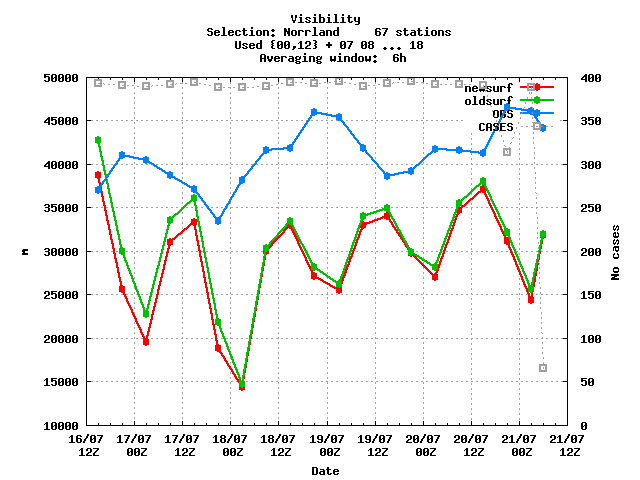 Visibility
Selection: Norrland     67 stations
Used {00,12} + 07 08 ... 18
Averaging window:  6h
50000 400
newsurf
oldsurf
OBS
CASES
45000 350
40000 300
35000 250
m
No cases
30000 200
25000 150
20000 100
15000 50
10000 0
16/07 17/07 17/07 18/07 18/07 19/07 19/07 20/07 20/07 21/07 21/07
12Z 00Z 12Z 00Z 12Z 00Z 12Z 00Z 12Z 00Z 12Z
Date